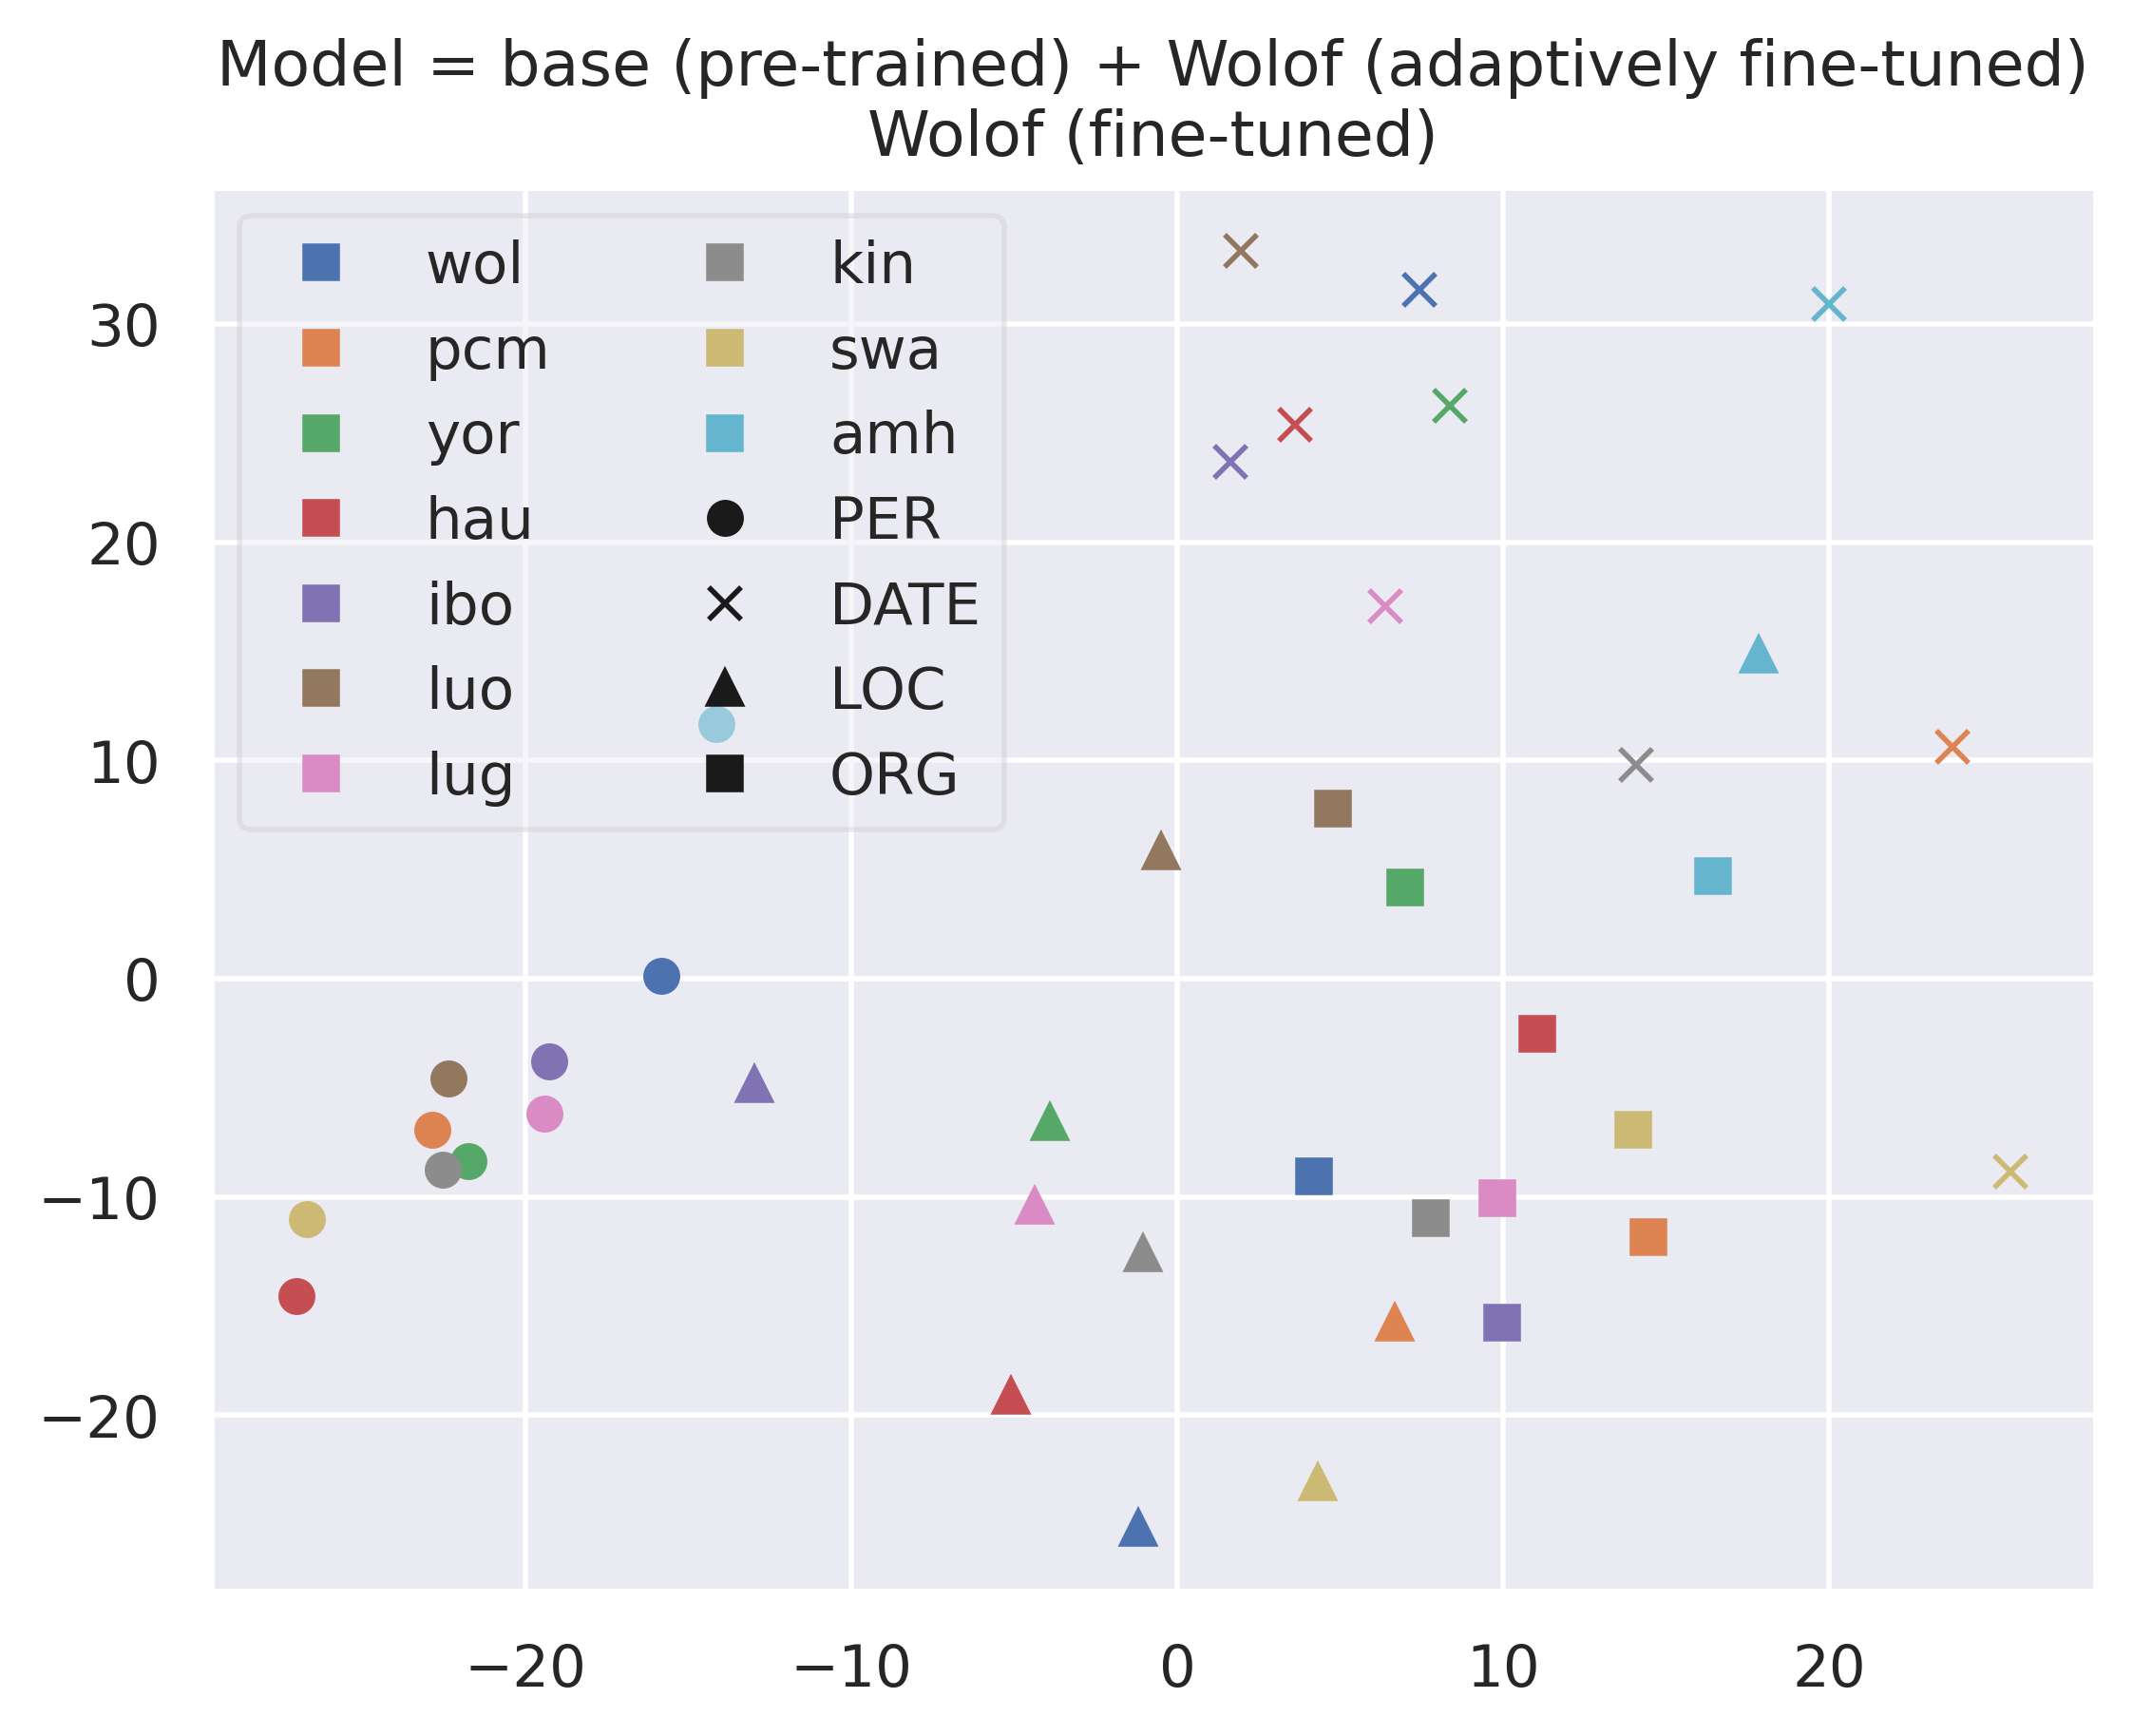 Model = base (pre-trained) + Wolof (adaptively fine-tuned)
Wolof (fine-tuned)
wol
pcm
yor
hau
ibo
luo
lug
kin
swa
amh
PER
DATE
LOC
ORG
30
20
10
0
−10
−20
−20
−10
0
10
20